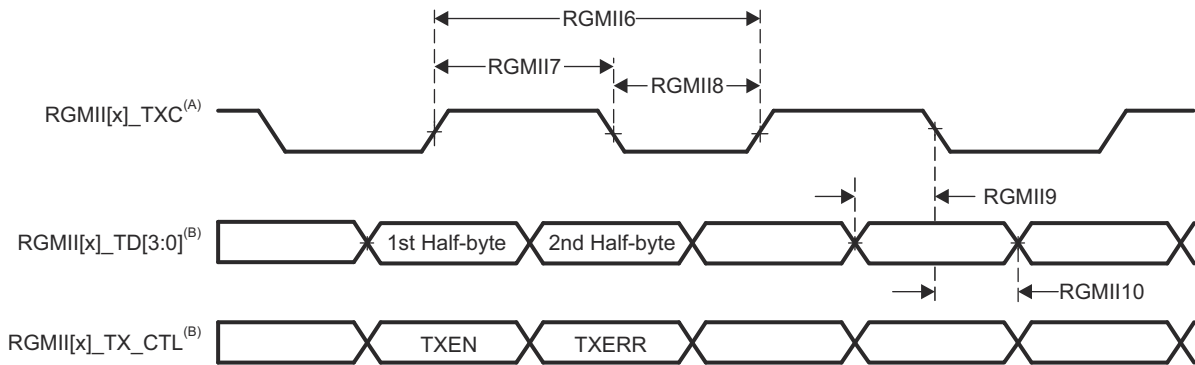 RGMII6
RGMII7
RGMII8
RGMII[x]_TXC(A)
RGMII9
RGMII[x]_TD[3:0](B)
1st Half-byte
2nd Half-byte
RGMII10
RGMII[x]_TX_CTL(B)
TXEN
TXERR